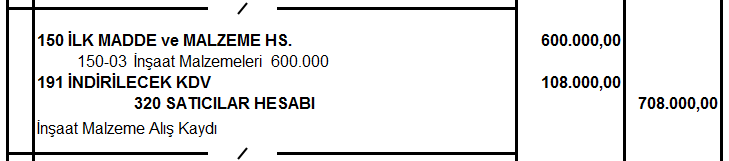 150 İLK MADDE ve MALZEME HS. 600.000,00
150-03 İnşaat Malzemeleri 600.000
191 İNDİRİLECEK KDV 108.000,00
320 SATICILAR HESABI 708.000,00
İnşaat Malzeme Alış Kaydı